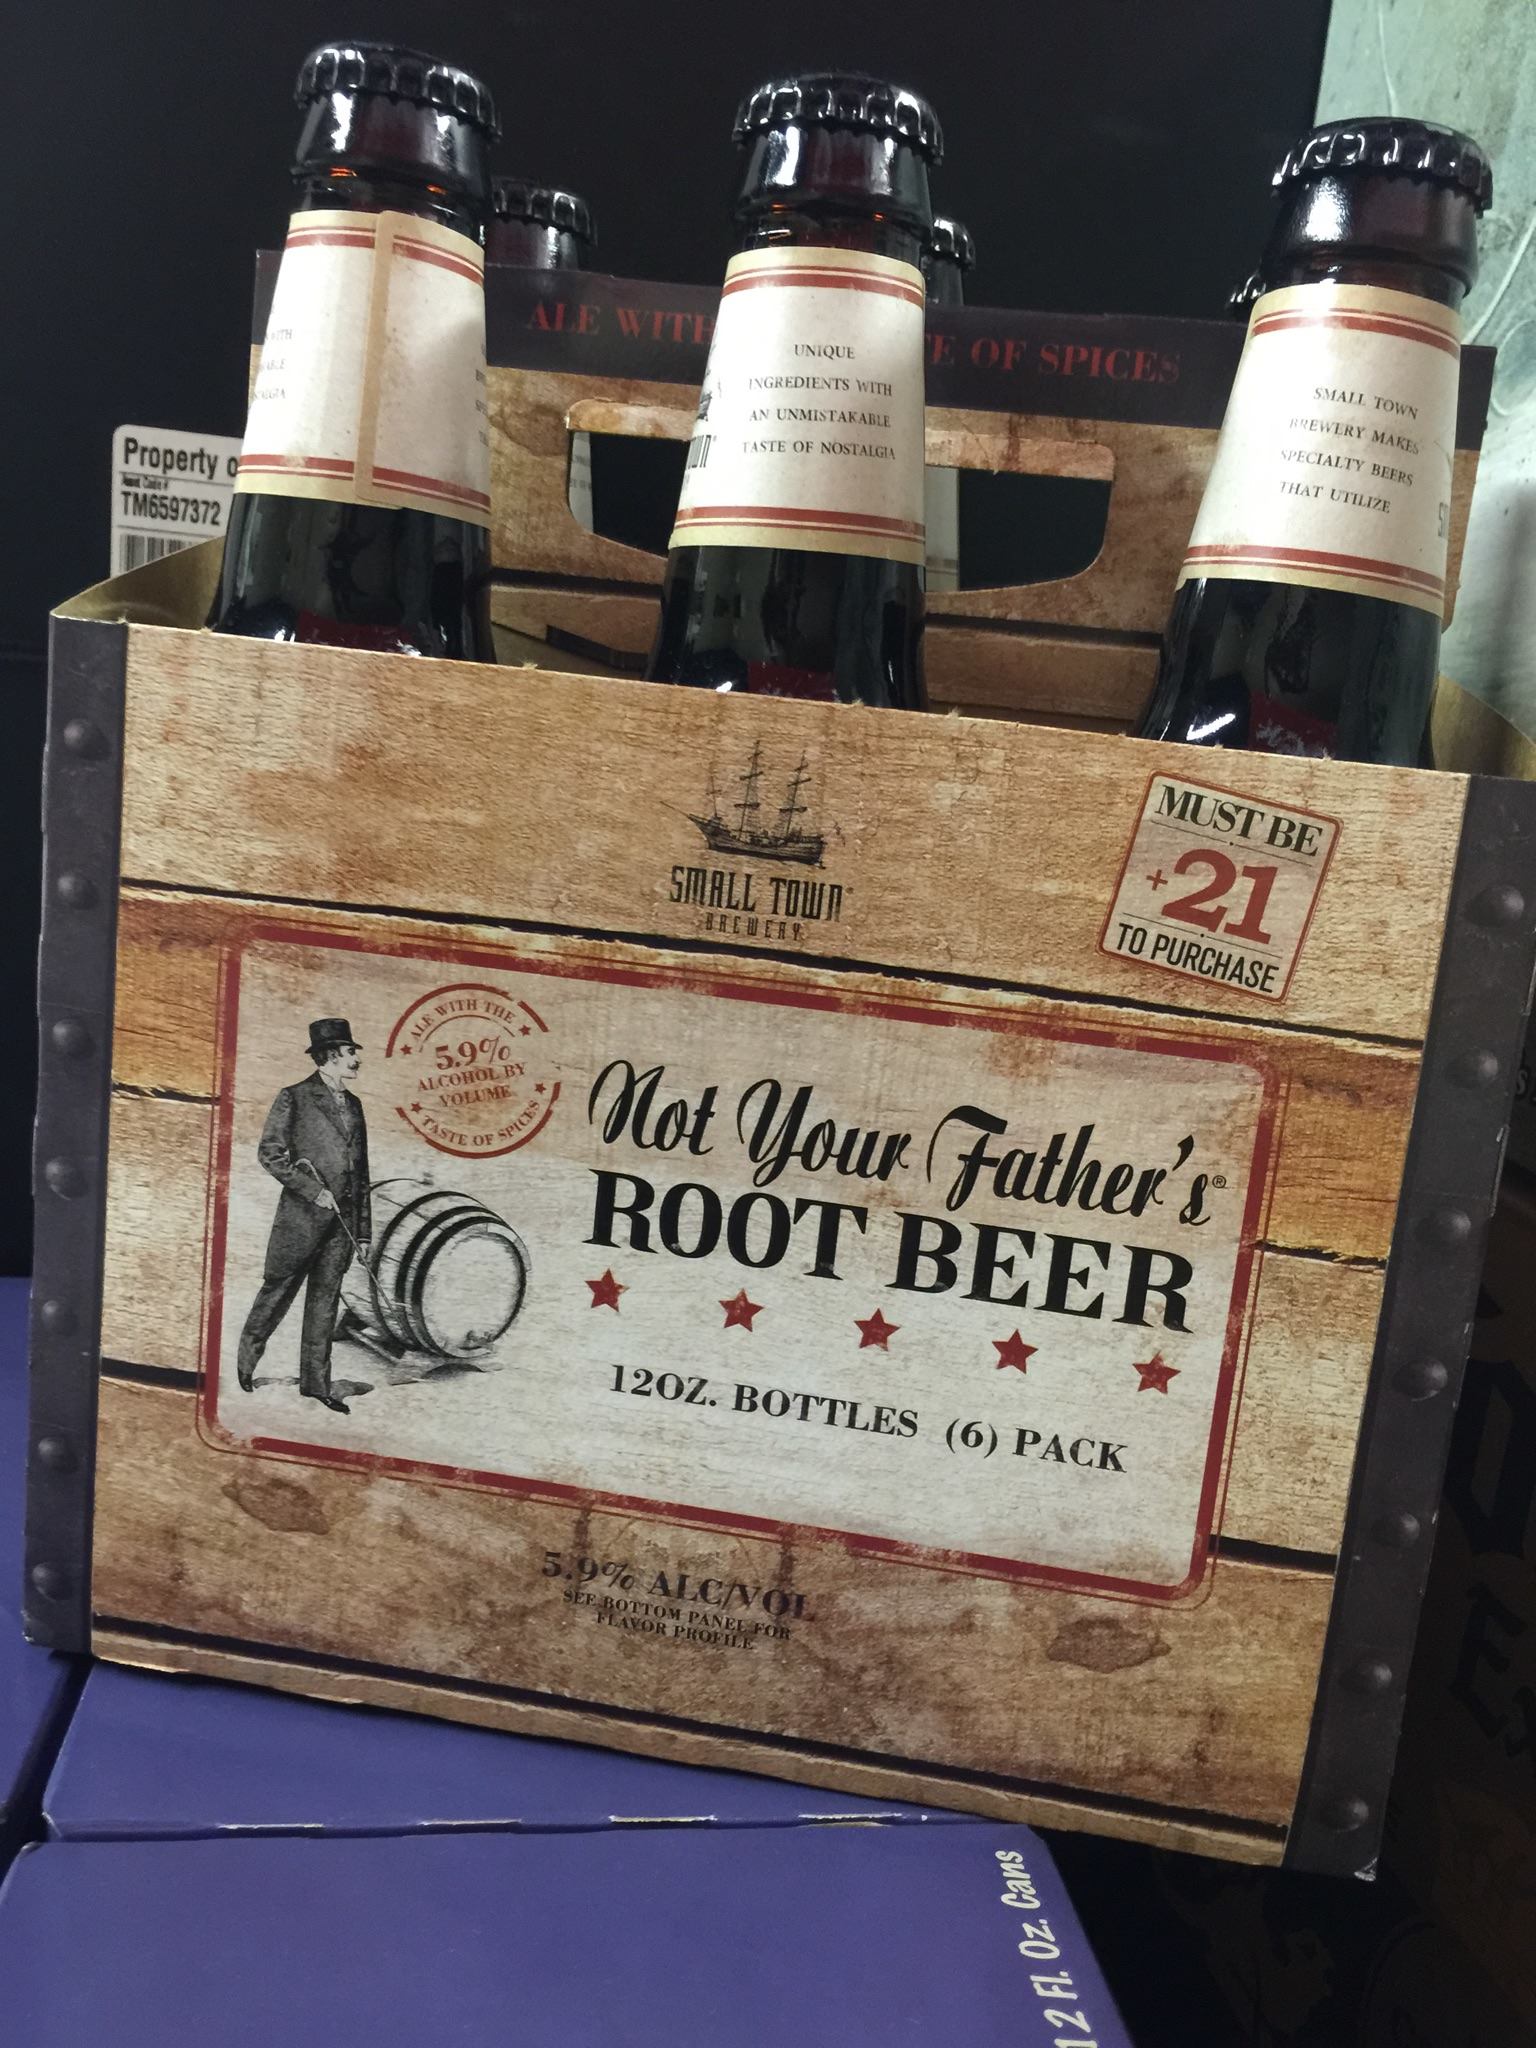 ALE WITH
E OF SPICES
Property o
Asset Code #
TM6597372
UNIQUE
INGREDIENTS WITH
AN UNMISTAKABLE
TASTE OF NOSTALGIA
SMALL TOWN
BREWERY MAKES
SPECIALTY BEERS
THAT UTILIZE
SMALL TOWN®
BREWERY
MUST BE
+21
TO PURCHASE
ALE WITH THE
5.9%
ALCOHOL BY
VOLUME
TASTE OF SPICES
Not Your Father's®
ROOT BEER
12OZ. BOTTLES (6) PACK
5.9% ALC/VOL
SEE BOTTOM PANEL FOR
FLAVOR PROFILE
12 Fl. Oz. Cans